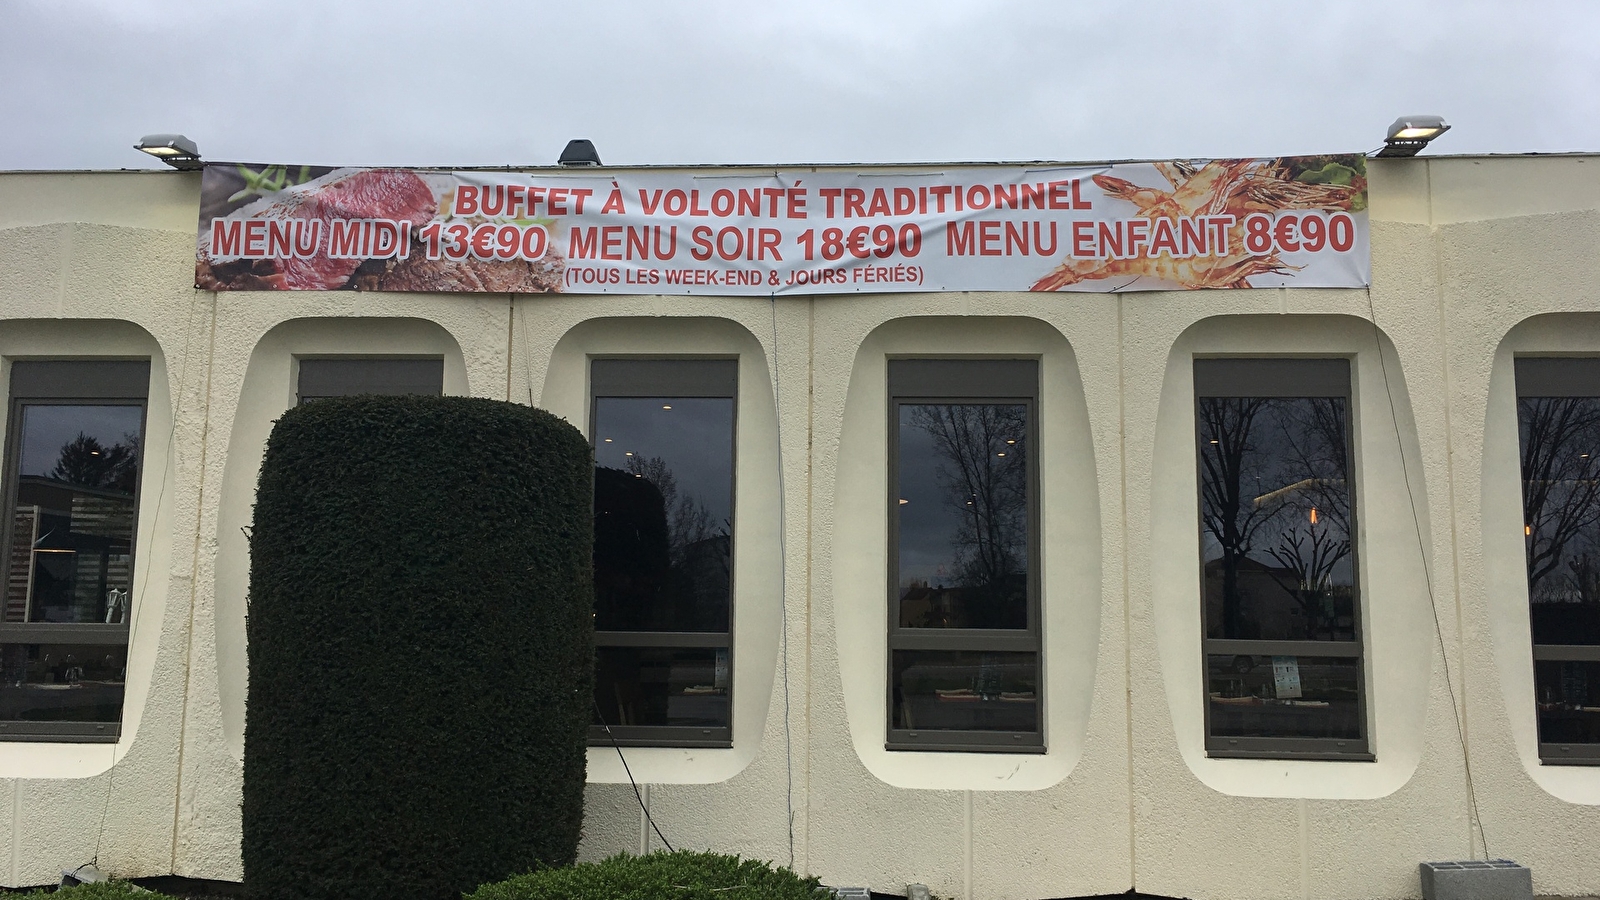 BUFFET À VOLONTÉ TRADITIONNEL
MENU MIDI 13€90 MENU SOIR 18€90 MENU ENFANT 8€90
(TOUS LES WEEK-END & JOURS FÉRIÉS)